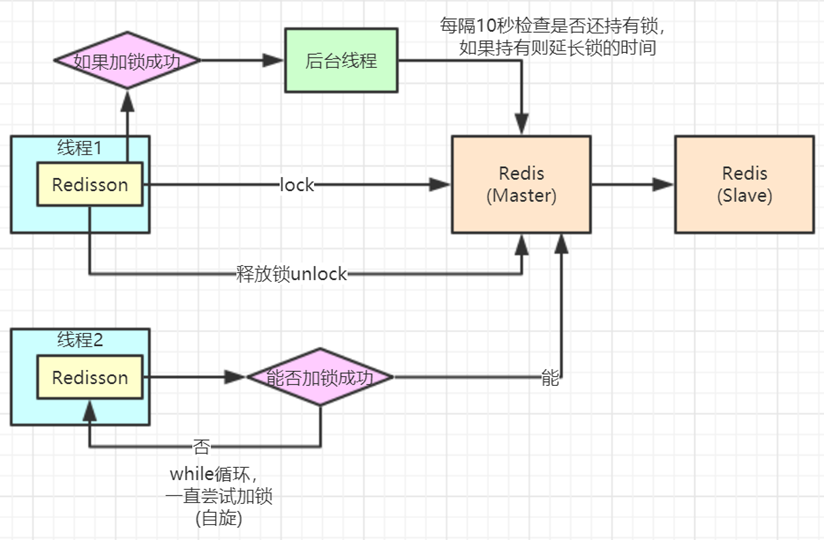 每隔10秒检查是否还持有锁，
如果持有则延长锁的时间
如果加锁成功
后台线程
线程1
Redisson
lock
Redis
(Master)
Redis
(Slave)
释放锁unlock
线程2
Redisson
能否加锁成功
能
否
while循环，
一直尝试加锁
(自旋)